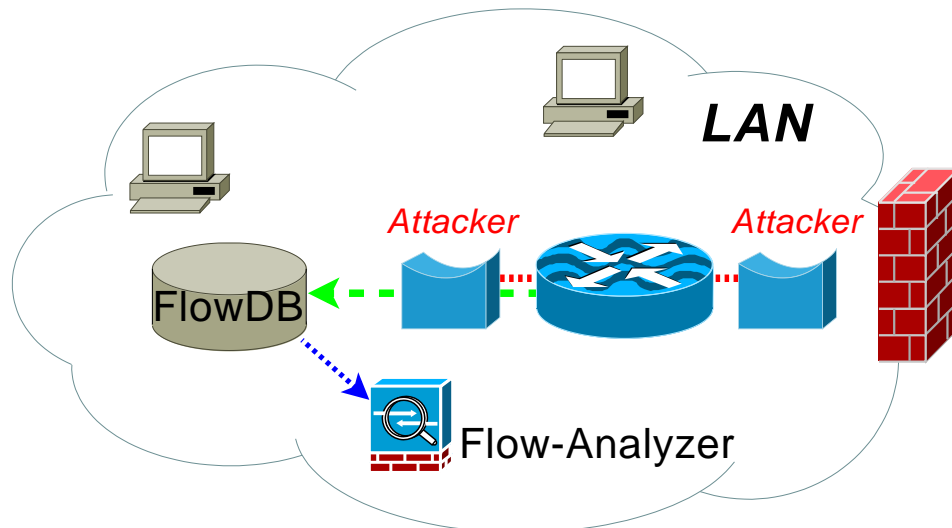 LAN
Attacker
Attacker
FlowDB
Flow-Analyzer